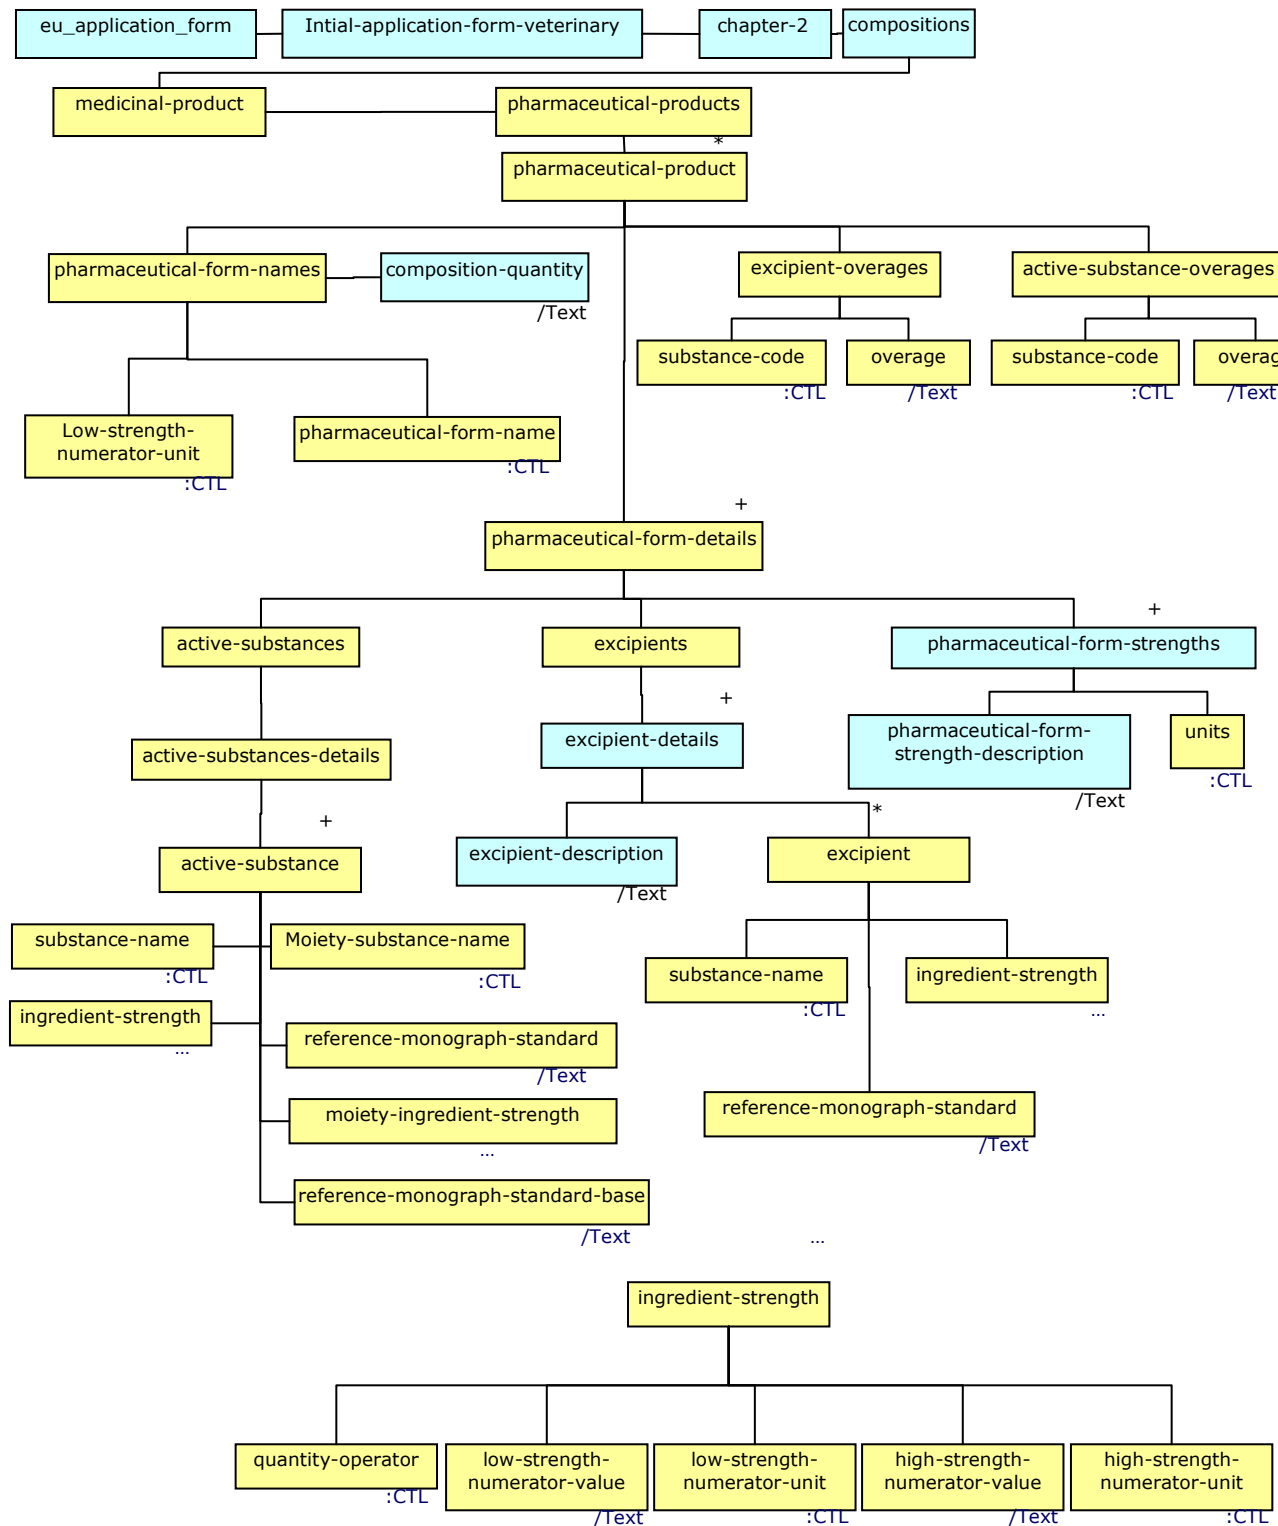 eu_application_form
Intial-application-form-veterinary
chapter-2
compositions
medicinal-product
pharmaceutical-products
*
pharmaceutical-product
pharmaceutical-form-names
composition-quantity
/Text
excipient-overages
active-substance-overages
substance-code
:CTL
overage
/Text
substance-code
:CTL
overag
/Text
Low-strength-
numerator-unit
:CTL
pharmaceutical-form-name
:CTL
+
pharmaceutical-form-details
active-substances
excipients
+
pharmaceutical-form-strengths
active-substances-details
+
excipient-details
pharmaceutical-form-
strength-description
/Text
units
:CTL
+
active-substance
excipient-description
/Text
*
excipient
substance-name
:CTL
Moiety-substance-name
:CTL
substance-name
:CTL
ingredient-strength
...
ingredient-strength
...
reference-monograph-standard
/Text
moiety-ingredient-strength
...
reference-monograph-standard
/Text
reference-monograph-standard-base
/Text
...
ingredient-strength
quantity-operator
:CTL
low-strength-
numerator-value
/Text
low-strength-
numerator-unit
:CTL
high-strength-
numerator-value
/Text
high-strength-
numerator-unit
:CTL